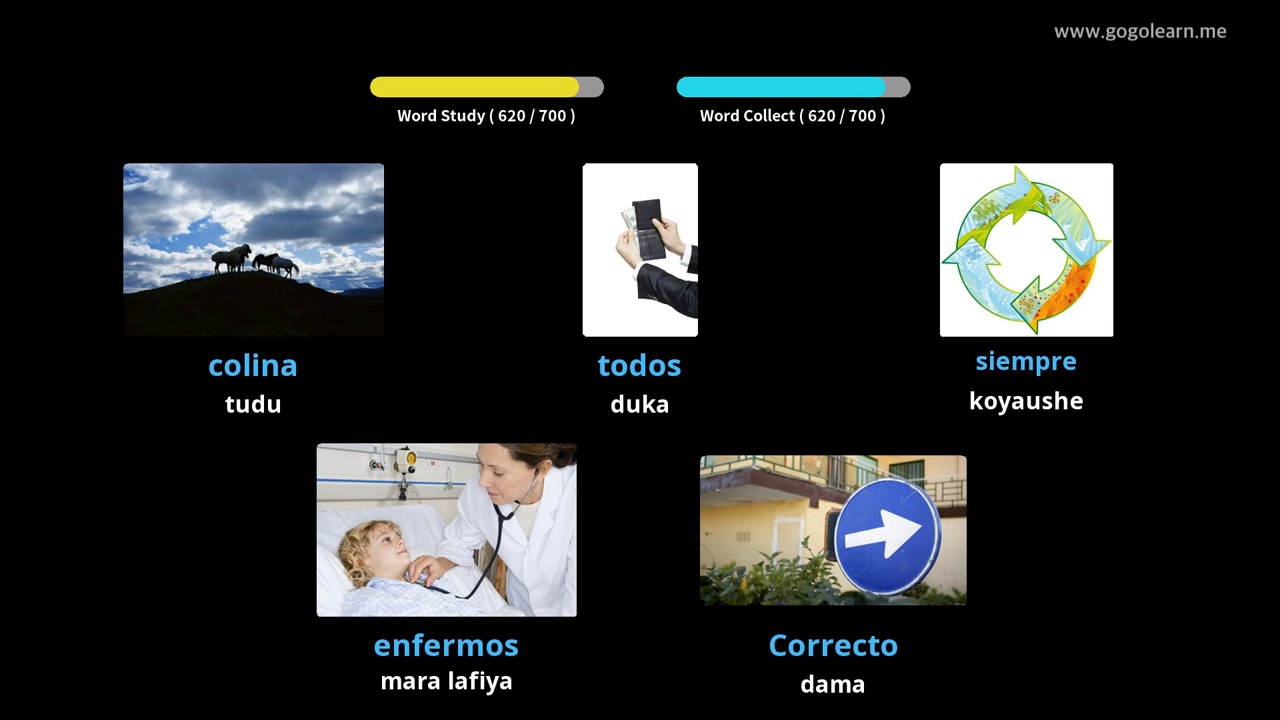 www.gogolearn.me
Word Study ( 620 / 700 )
Word Collect ( 620 / 700 )
colina
tudu
todos
duka
siempre
koyaushe
enfermos
mara lafiya
Correcto
dama